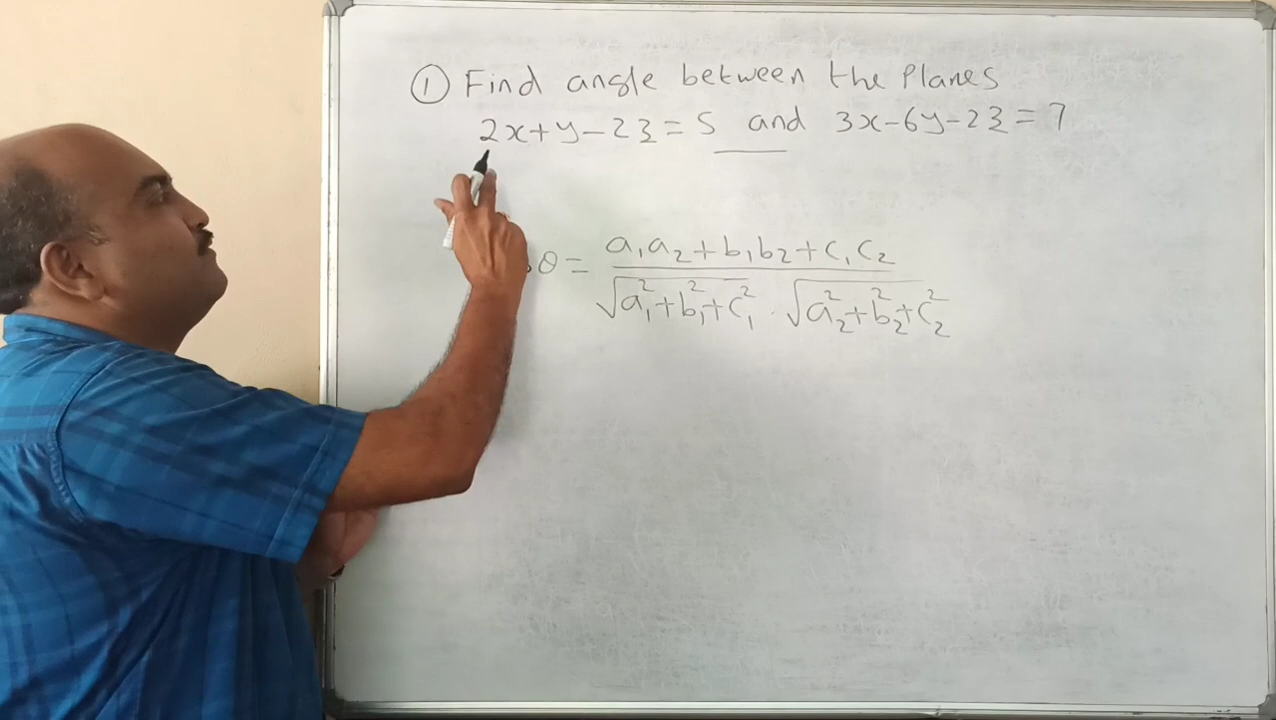 ① Find angle between the Planes
2x+y-2z=5 and 3x-6y-2z=7
θ = a₁a₂+b₁b₂+c₁c₂
√a₁²+b₁²+c₁² · √a₂²+b₂²+c₂²